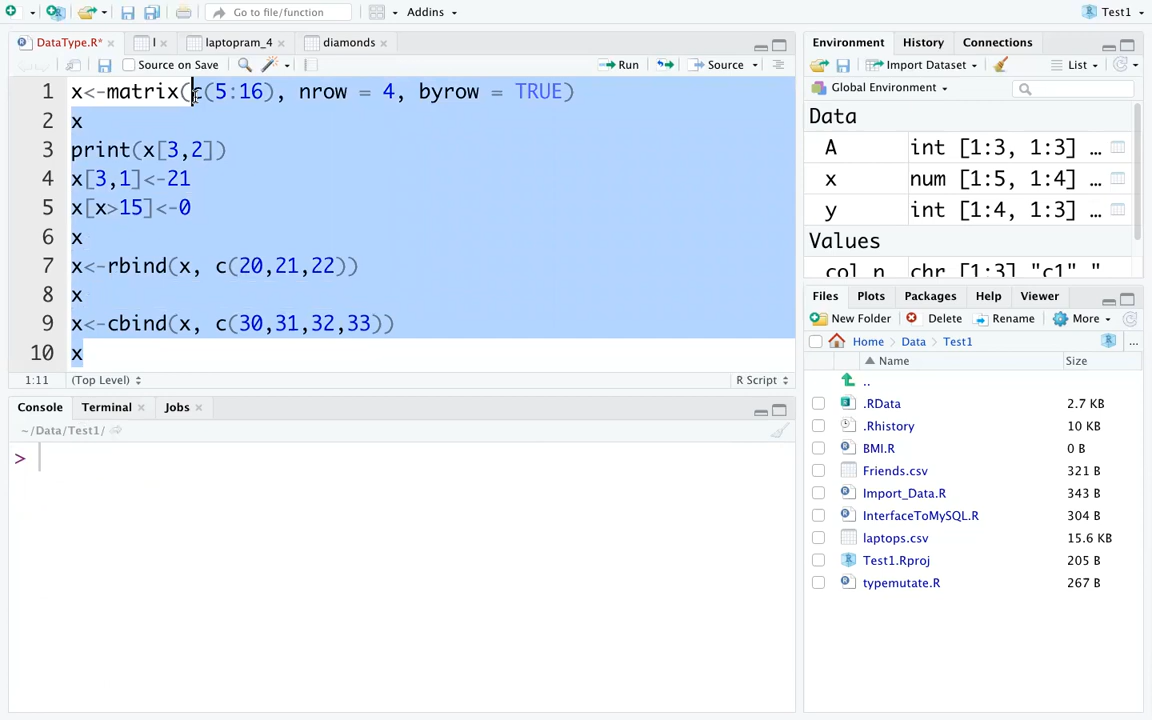 Go to file/function
Addins
Test1
DataType.R*
l
laptopram_4
diamonds
Source on Save
Run
Source
1 x<-matrix(c(5:16), nrow = 4, byrow = TRUE)
2 x
3 print(x[3,2])
4 x[3,1]<-21
5 x[x>15]<-0
6 x
7 x<-rbind(x, c(20,21,22))
8 x
9 x<-cbind(x, c(30,31,32,33))
10 x
1:11
(Top Level)
R Script
Console
Terminal
Jobs
~/Data/Test1/
>
Environment
History
Connections
Import Dataset
List
Global Environment
Data
A int [1:3, 1:3] …
x num [1:5, 1:4] …
y int [1:4, 1:3] …
Values
col_n chr [1:3] "c1" "
Files
Plots
Packages
Help
Viewer
New Folder
Delete
Rename
More
Home
Data
Test1
...
Name
Size
..
.RData 2.7 KB
.Rhistory 10 KB
BMI.R 0 B
Friends.csv 321 B
Import_Data.R 343 B
InterfaceToMySQL.R 304 B
laptops.csv 15.6 KB
Test1.Rproj 205 B
typemutate.R 267 B